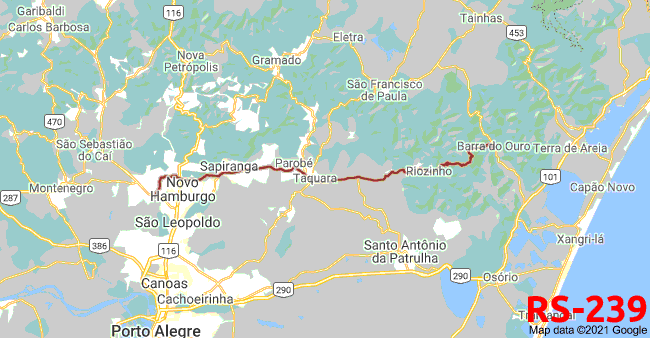 Garibaldi
Carlos Barbosa
116
Nova
Petrópolis
Gramado
Eletra
Tainhas
453
São Francisco
de Paula
470
São Sebastião
do Caí
Sapiranga
Parobé
Taquara
Riozinho
Barra do Ouro
Terra de Areia
Montenegro
287
Novo
Hamburgo
101
Capão Novo
São Leopoldo
386
116
Santo Antônio
da Patrulha
Xangri-lá
Canoas
Cachoeirinha
290
290
Osório
Porto Alegre
RS-239
Map data ©2021 Google